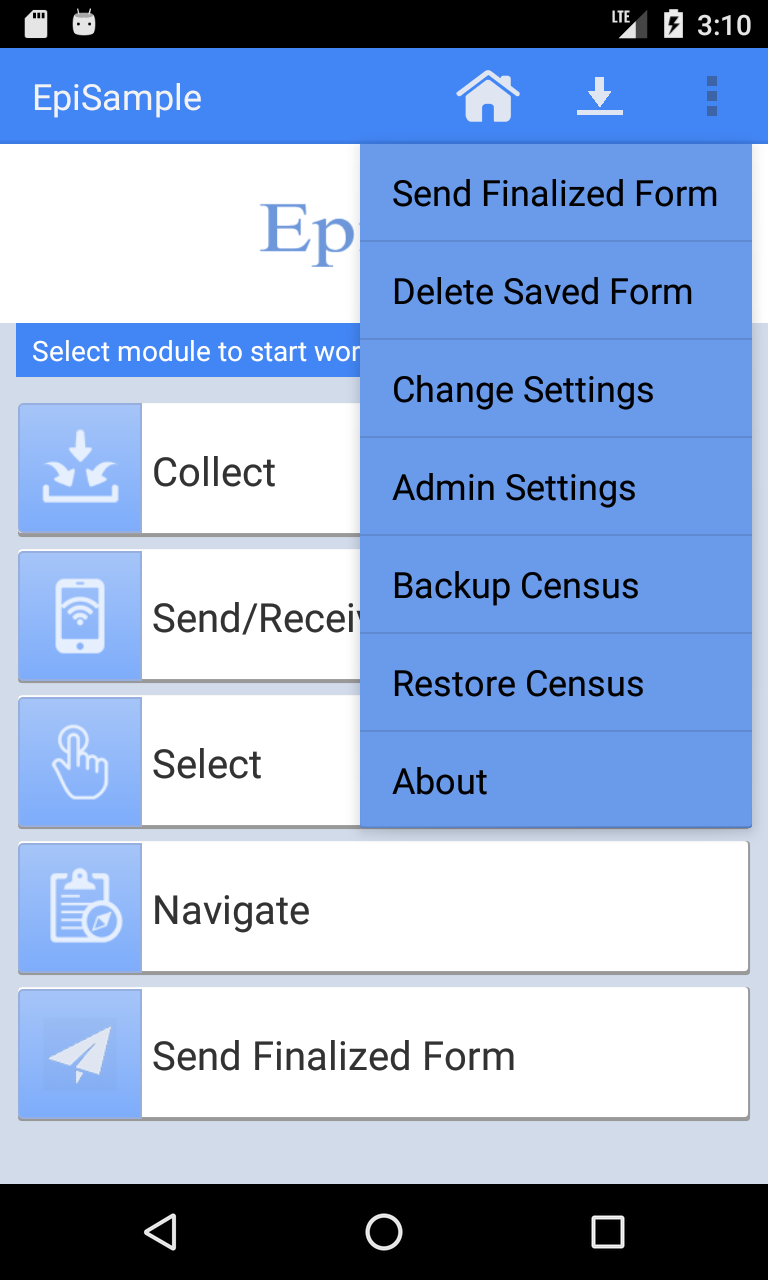 LTE 3:10
EpiSample
Send Finalized Form
Delete Saved Form
Change Settings
Admin Settings
Backup Census
Restore Census
About
Ep
Select module to start wor
Collect
Send/Receiv
Select
Navigate
Send Finalized Form